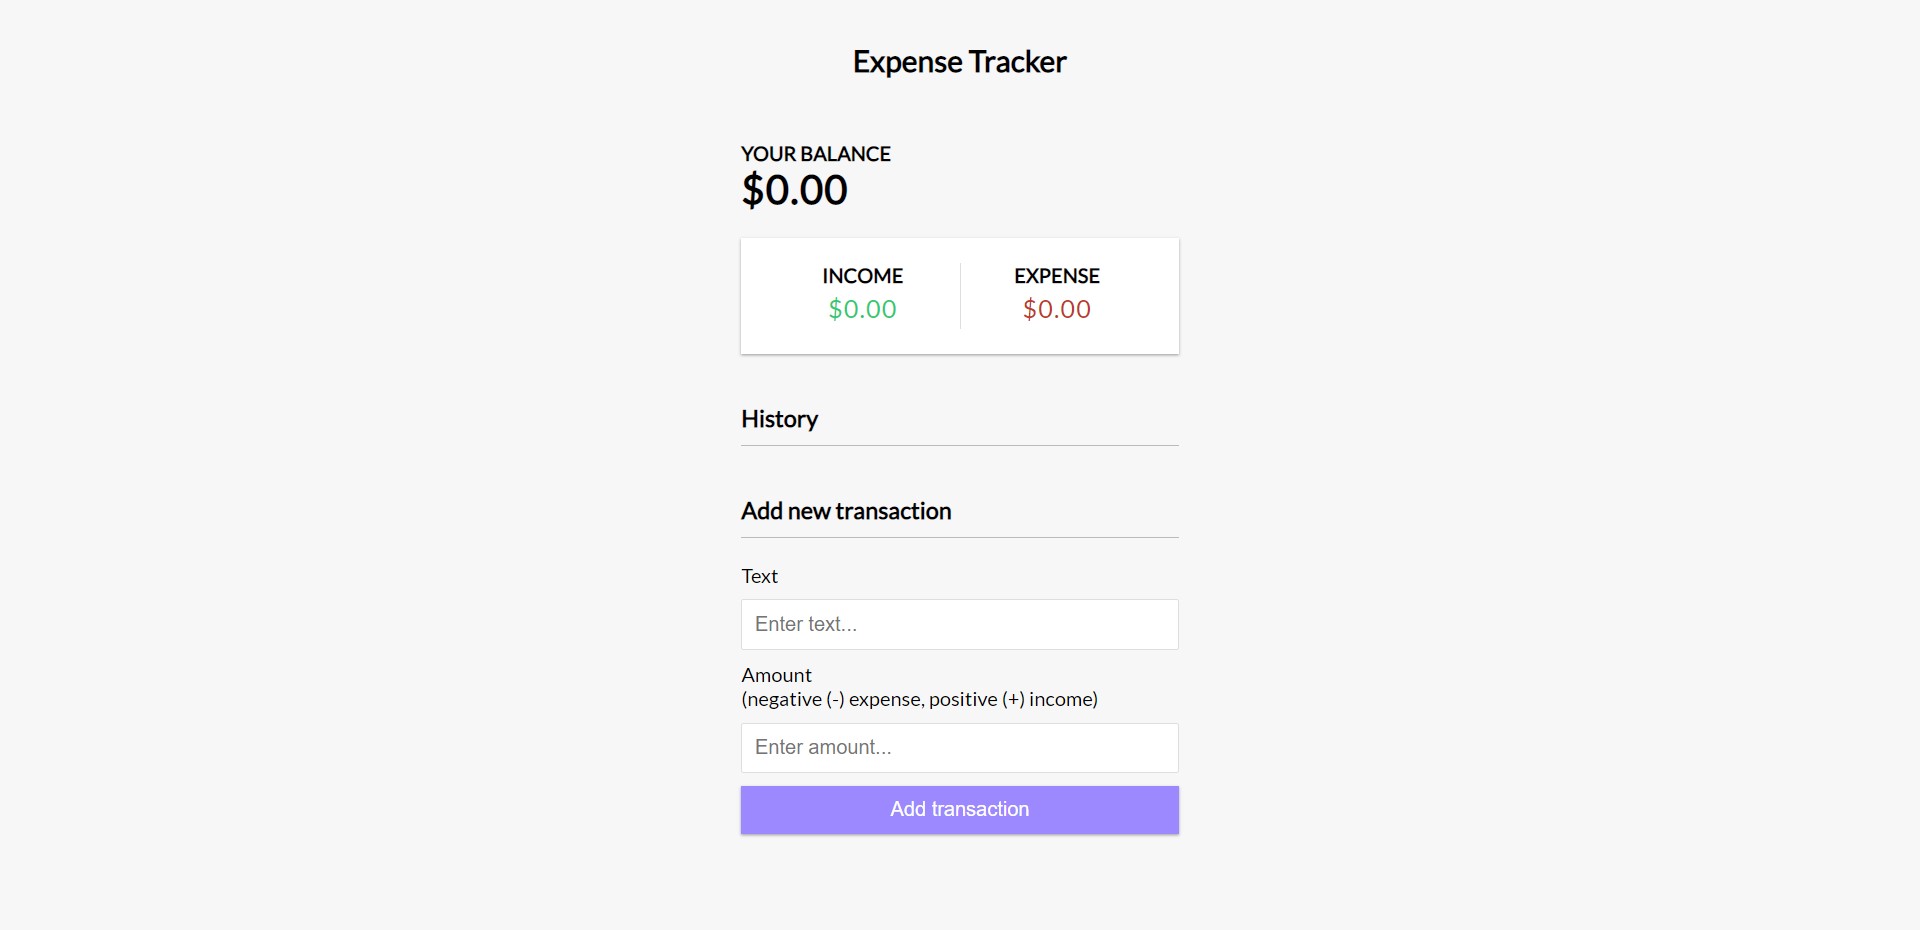 Expense Tracker
YOUR BALANCE
$0.00
INCOME
$0.00
EXPENSE
$0.00
History
Add new transaction
Text
Enter text...
Amount
(negative (-) expense, positive (+) income)
Enter amount...
Add transaction